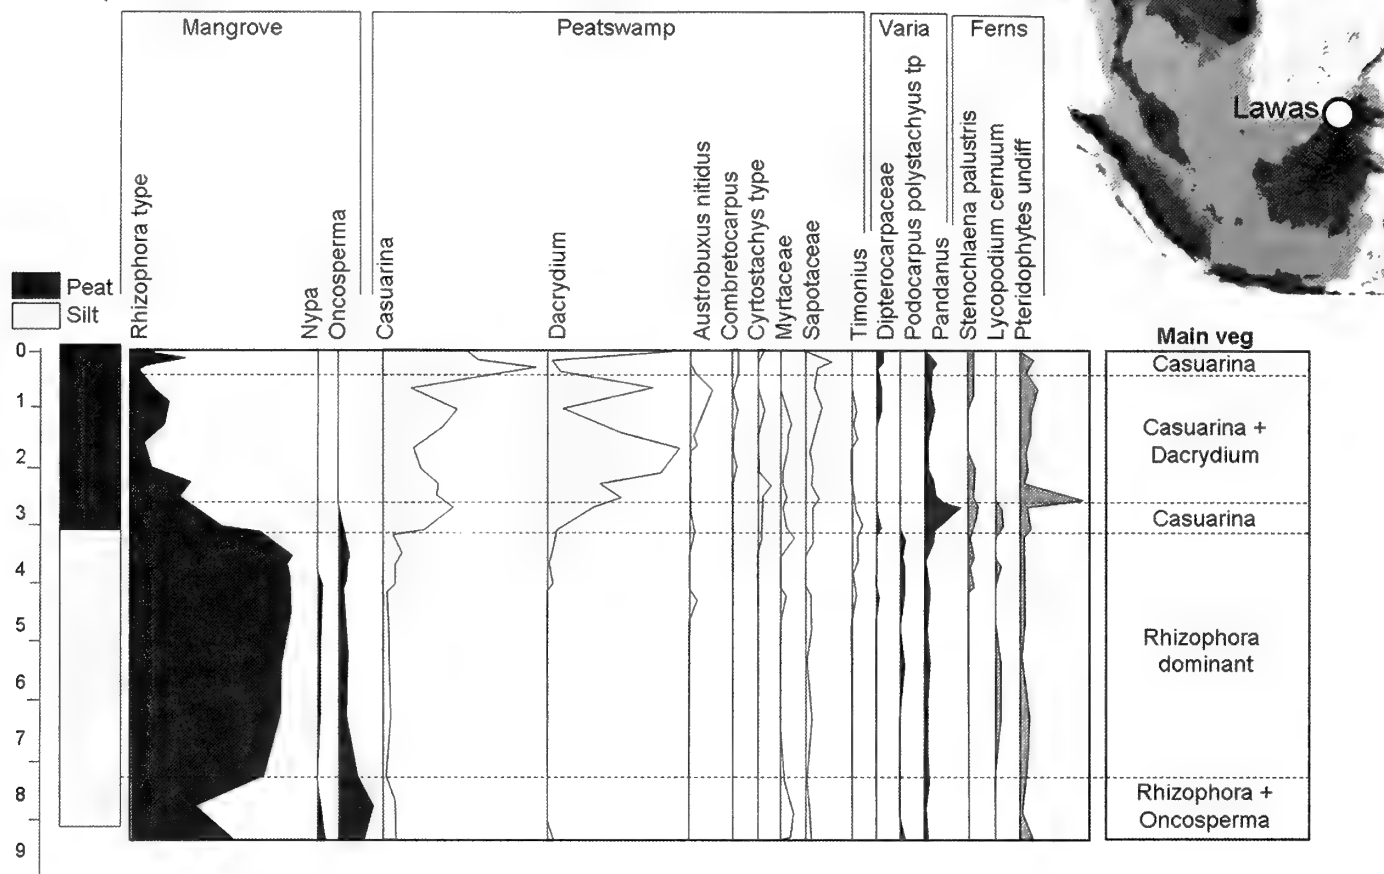 Mangrove
Peatswamp
Varia
Ferns
Lawas
Rhizophora type
Nypa
Oncosperma
Casuarina
Dacrydium
Austrobuxus nitidus
Combretocarpus
Cyrtostachys type
Myrtaceae
Sapotaceae
Timonius
Dipterocarpaceae
Podocarpus polystachyus tp
Pandanus
Stenochlaena palustris
Lycopodium cernuum
Pteridophytes undiff
Peat
Silt
Main veg
0
1
2
3
4
5
6
7
8
9
Casuarina
Casuarina +
Dacrydium
Casuarina
Rhizophora
dominant
Rhizophora +
Oncosperma